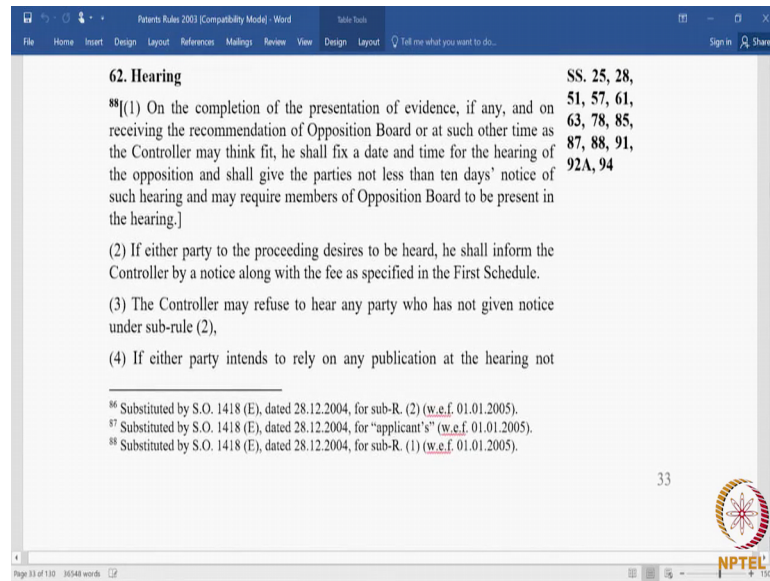 Patents Rules 2003 [Compatibility Mode] - Word
Table Tools
File Home Insert Design Layout References Mailings Review View Design Layout Tell me what you want to do... Sign in Share
62. Hearing
SS. 25, 28,
51, 57, 61,
63, 78, 85,
87, 88, 91,
92A, 94
88[(1) On the completion of the presentation of evidence, if any, and on
receiving the recommendation of Opposition Board or at such other time as
the Controller may think fit, he shall fix a date and time for the hearing of
the opposition and shall give the parties not less than ten days' notice of
such hearing and may require members of Opposition Board to be present in
the hearing.]
(2) If either party to the proceeding desires to be heard, he shall inform the
Controller by a notice along with the fee as specified in the First Schedule.
(3) The Controller may refuse to hear any party who has not given notice
under sub-rule (2),
(4) If either party intends to rely on any publication at the hearing not
86 Substituted by S.O. 1418 (E), dated 28.12.2004, for sub-R. (2) (w.e.f. 01.01.2005).
87 Substituted by S.O. 1418 (E), dated 28.12.2004, for “applicant’s” (w.e.f. 01.01.2005).
88 Substituted by S.O. 1418 (E), dated 28.12.2004, for sub-R. (1) (w.e.f. 01.01.2005).
33
NPTEL
Page 33 of 130 36548 words